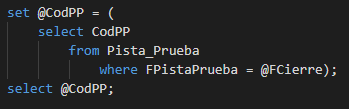 set @CodPP = (
select CodPP
from Pista_Prueba
where FPistaPrueba = @FCierre);
select @CodPP;